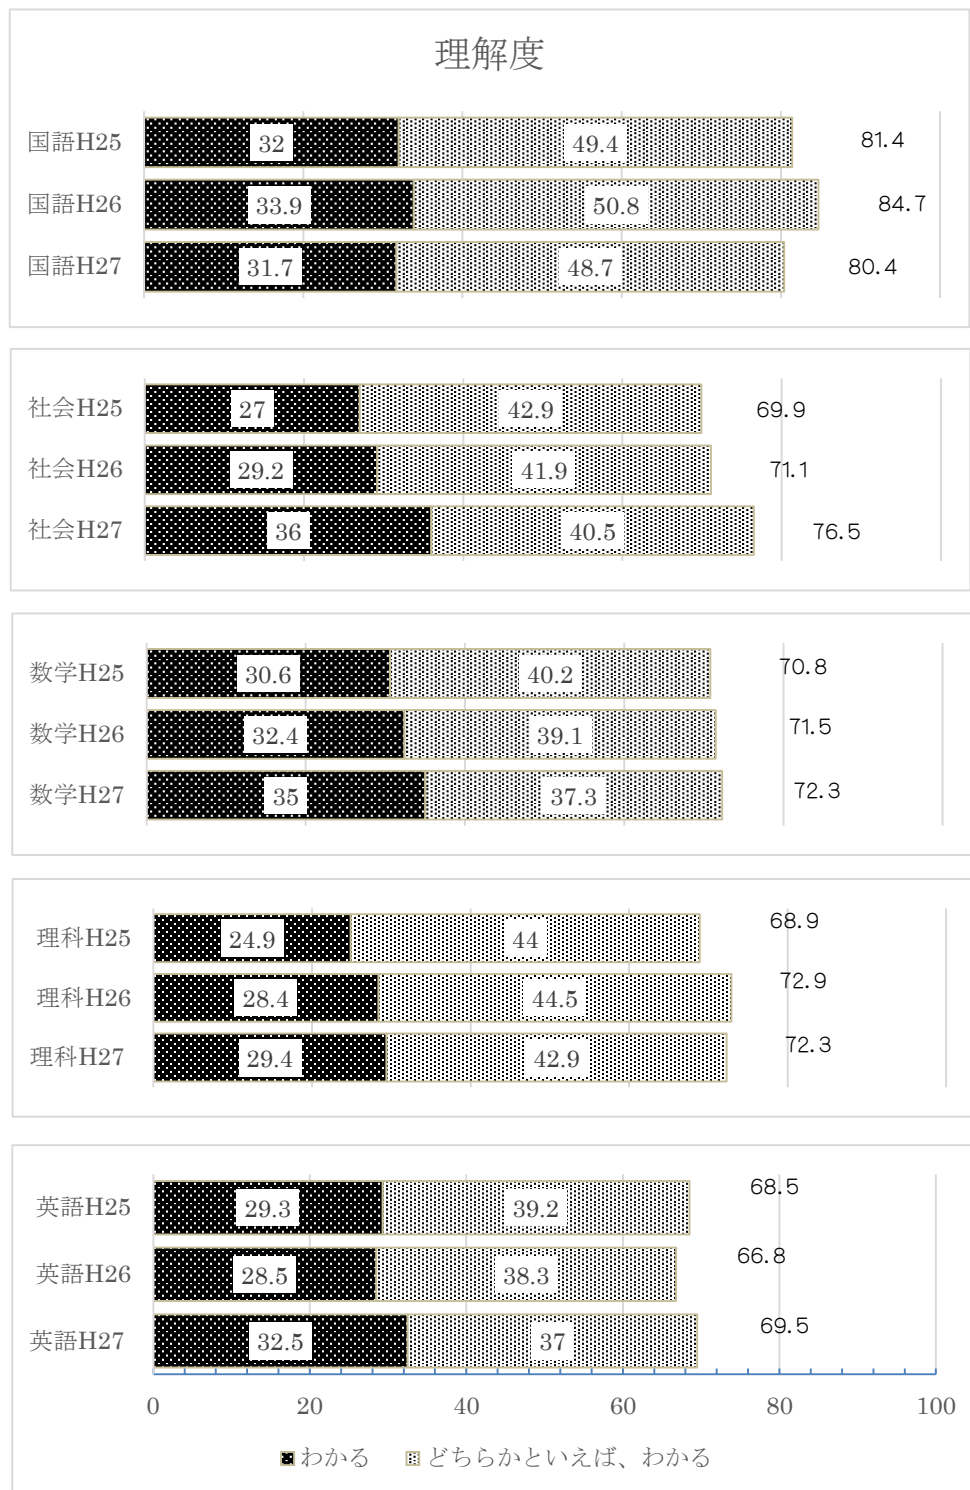 理解度
国語H25 32 49.4 81.4
国語H26 33.9 50.8 84.7
国語H27 31.7 48.7 80.4
社会H25 27 42.9 69.9
社会H26 29.2 41.9 71.1
社会H27 36 40.5 76.5
数学H25 30.6 40.2 70.8
数学H26 32.4 39.1 71.5
数学H27 35 37.3 72.3
理科H25 24.9 44 68.9
理科H26 28.4 44.5 72.9
理科H27 29.4 42.9 72.3
英語H25 29.3 39.2 68.5
英語H26 28.5 38.3 66.8
英語H27 32.5 37 69.5
0 20 40 60 80 100
わかる どちらかといえば、わかる